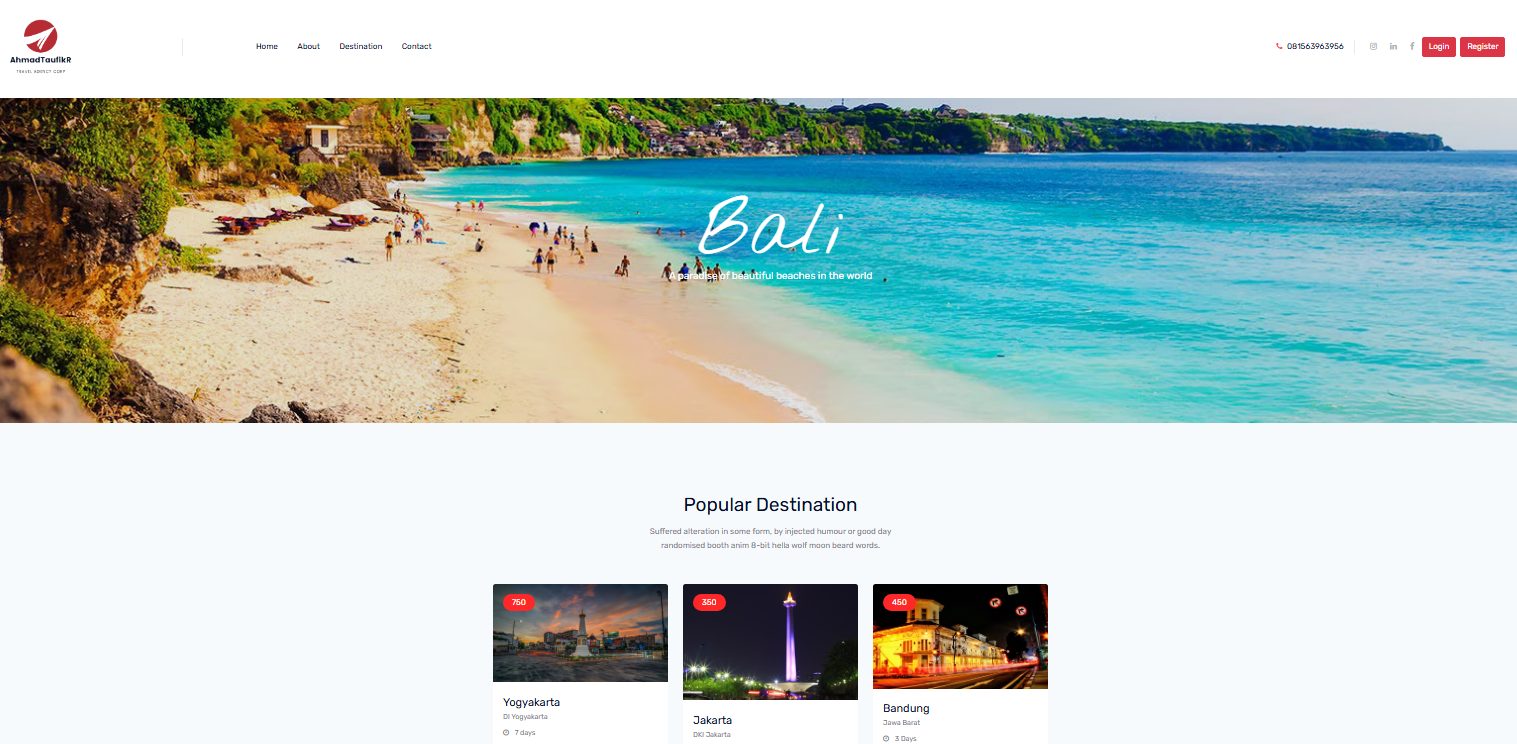 AhmadTaufikR
TRAVEL AGENCY CORP
Home About Destination Contact
081563963956
Login Register
Bali
A paradise of beautiful beaches in the world
Popular Destination
Suffered alteration in some form, by injected humour or good day
randomised booth anim 8-bit hella wolf moon beard words.
750
Yogyakarta
DI Yogyakarta
7 days
350
Jakarta
DKI Jakarta
450
Bandung
Jawa Barat
3 Days